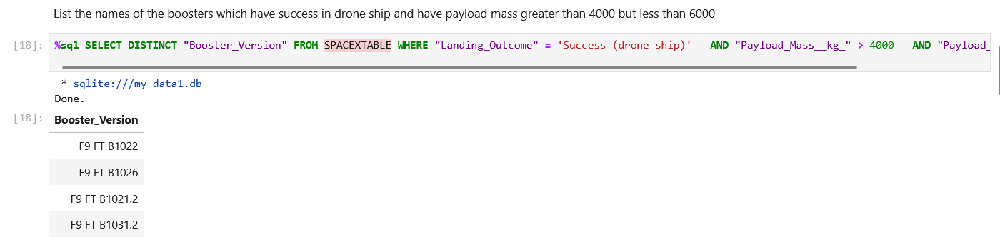 List the names of the boosters which have success in drone ship and have payload mass greater than 4000 but less than 6000
[18]: %sql SELECT DISTINCT "Booster_Version" FROM SPACEXTABLE WHERE "Landing_Outcome" = 'Success (drone ship)' AND "Payload_Mass__kg_" > 4000 AND "Payload_
* sqlite:///my_data1.db
Done.
[18]: Booster_Version
F9 FT B1022
F9 FT B1026
F9 FT B1021.2
F9 FT B1031.2